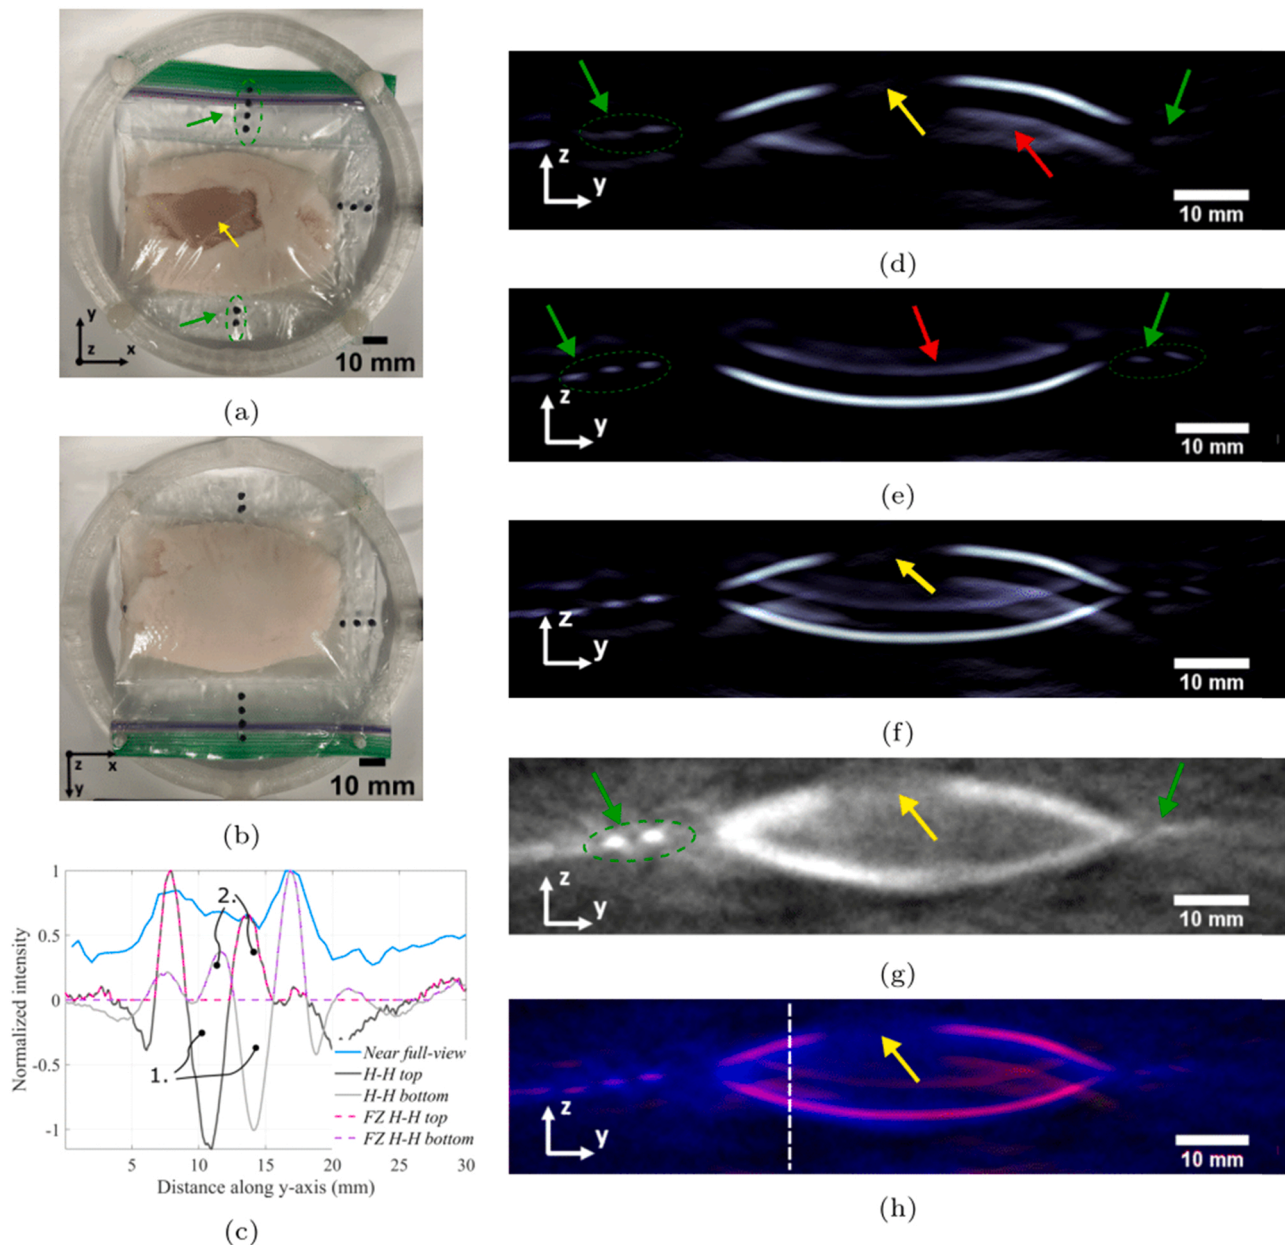 y
z
x
10 mm
(a)
z
x
y
10 mm
(b)
1
0.5
0
-0.5
-1
Normalized intensity
2.
1.
Near full-view
H-H top
H-H bottom
FZ H-H top
FZ H-H bottom
5
10
15
20
25
30
Distance along y-axis (mm)
(c)
z
y
10 mm
(d)
z
y
10 mm
(e)
z
y
10 mm
(f)
z
y
10 mm
(g)
z
y
10 mm
(h)